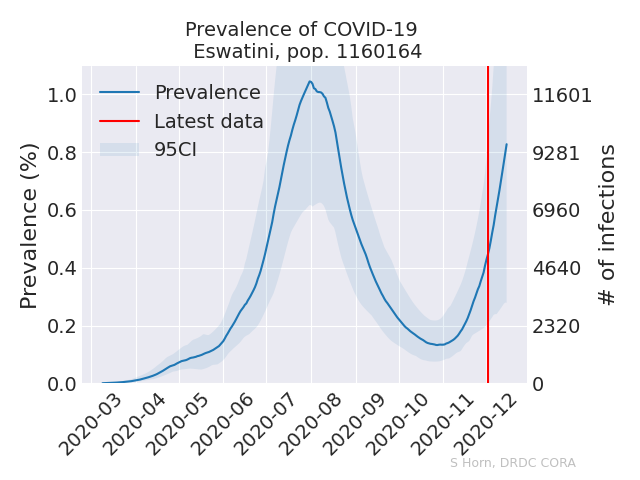 Prevalence of COVID-19
Eswatini, pop. 1160164
Prevalence
Latest data
95CI
Prevalence (%)
1.0
0.8
0.6
0.4
0.2
0.0
11601
9281
6960
4640
2320
0
# of infections
2020-03
2020-04
2020-05
2020-06
2020-07
2020-08
2020-09
2020-10
2020-11
2020-12
S Horn, DRDC CORA